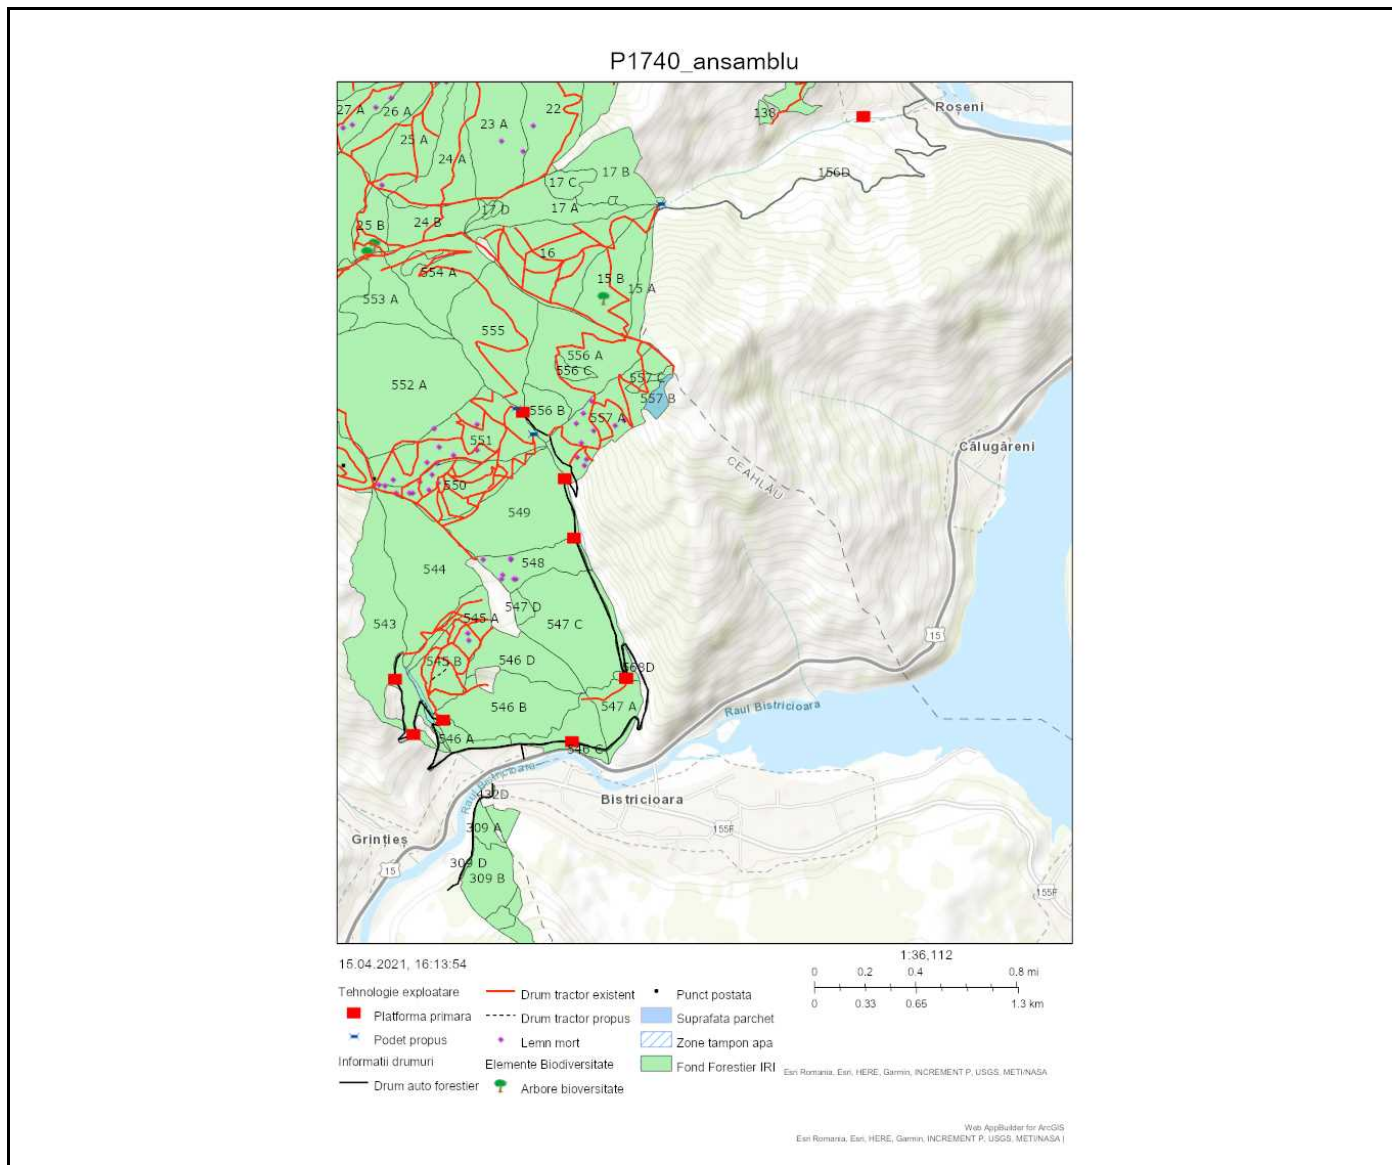 P1740_ansamblu
27 A
26 A
25 A
24 A
23 A
22
138
Roșeni
17 B
17 C
156D
17 A
17 D
25 B
24 B
16
554 A
553 A
15 B
15 A
555
556 A
556 C
557 C
552 A
557 B
556 B
557 A
551
Călugăreni
CEAHLĂU
550
549
548
544
547 D
545 A
547 C
543
15
545 B
546 D
568D
546 B
547 A
Raul Bistricioara
546 A
546 C
Raul Bistricioara
432D
Bistricioara
309 A
155F
Grințieș
309 D
15
309 B
155F
15.04.2021, 16:13:54
1:36,112
0 0.2 0.4 0.8 mi
0 0.33 0.65 1.3 km
Tehnologie exploatare
Platforma primara
Podet propus
Informatii drumuri
Drum auto forestier
Drum tractor existent
Drum tractor propus
Lemn mort
Elemente Biodiversitate
Arbore bioversitate
Punct postata
Suprafata parchet
Zone tampon apa
Fond Forestier IRI
Esri Romania, Esri, HERE, Garmin, INCREMENT P, USGS, METI/NASA
Web AppBuilder for ArcGIS
Esri Romania, Esri, HERE, Garmin, INCREMENT P, USGS, METI/NASA |